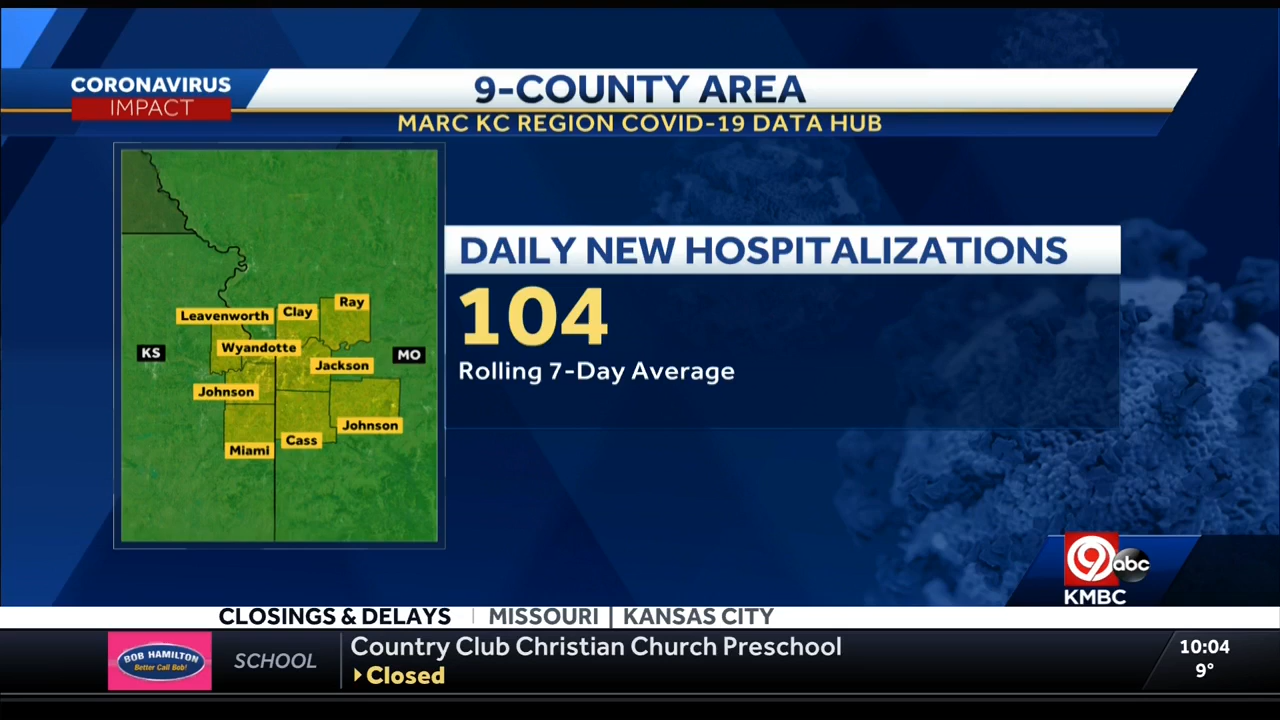 CORONAVIRUS
IMPACT
9-COUNTY AREA
MARC KC REGION COVID-19 DATA HUB
DAILY NEW HOSPITALIZATIONS
104
Rolling 7-Day Average
Ray
Clay
Leavenworth
Wyandotte
KS
MO
Jackson
Johnson
Johnson
Cass
Miami
9 abc
KMBC
CLOSINGS & DELAYS MISSOURI | KANSAS CITY
BOB HAMILTON
Better Call Bob!
SCHOOL
Country Club Christian Church Preschool
Closed
10:04
9°